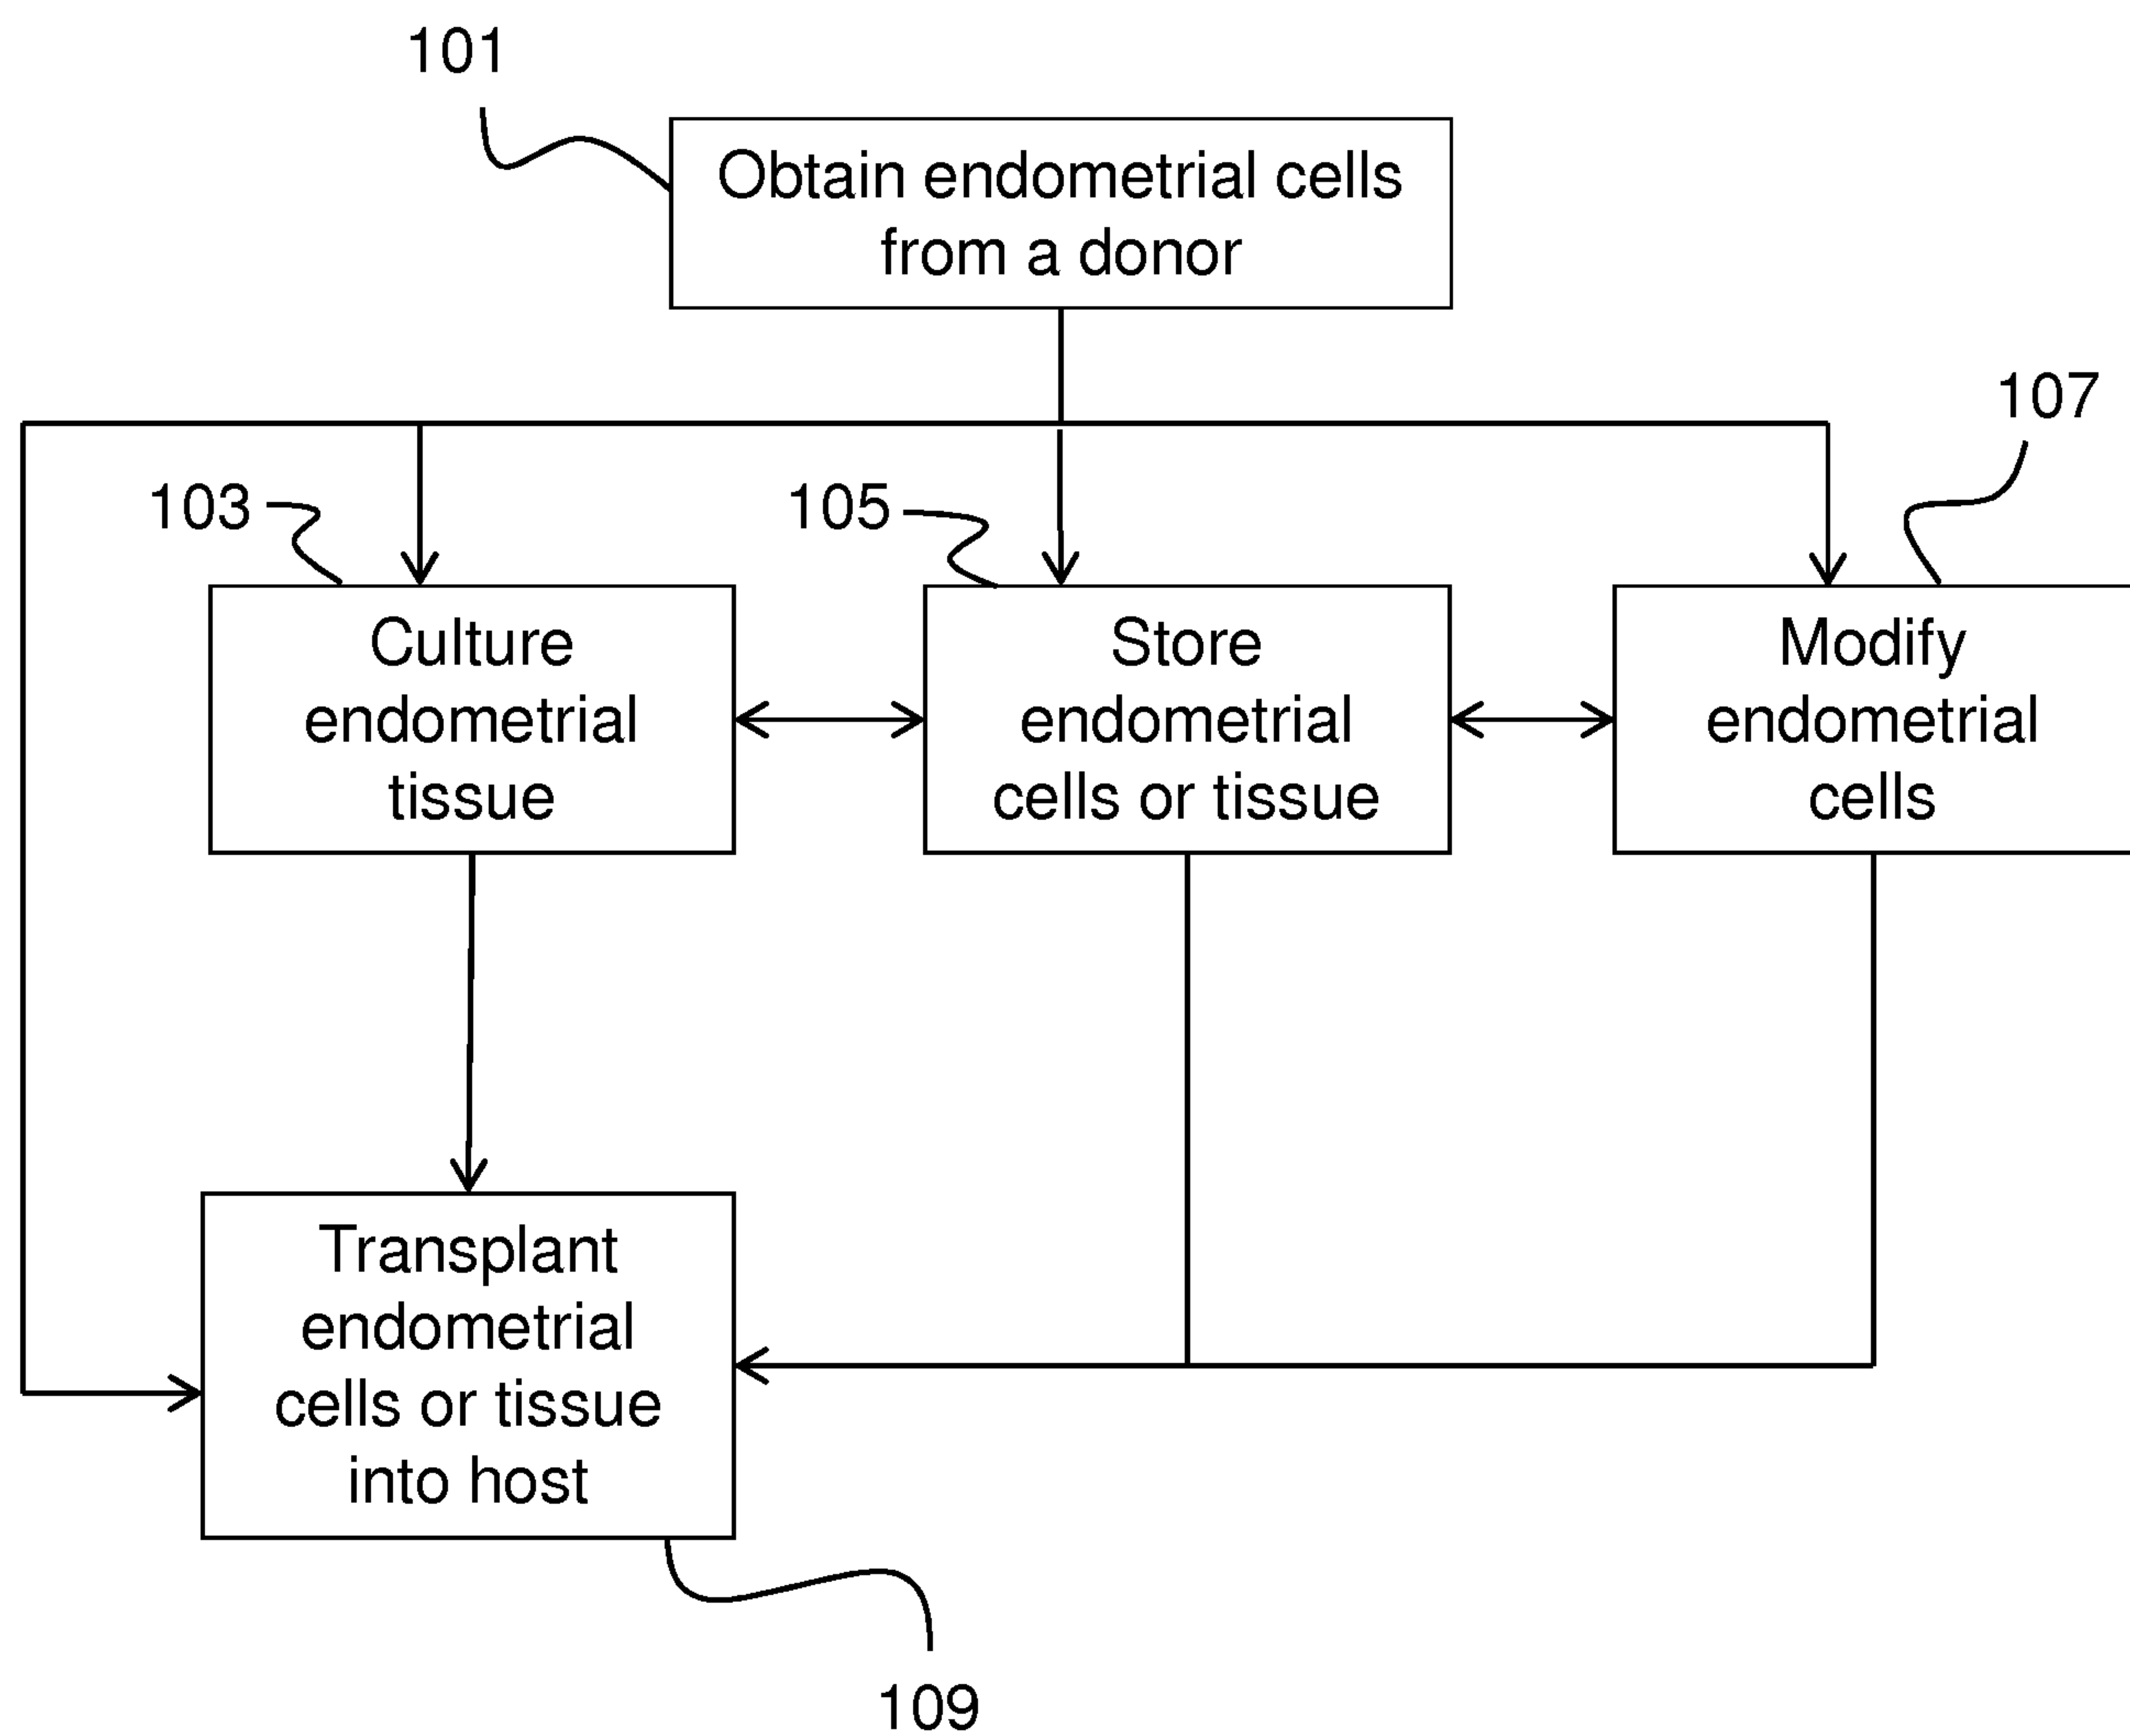 101
Obtain endometrial cells
from a donor
107
103
105
Culture
endometrial
tissue
Store
endometrial
cells or tissue
Modify
endometrial
cells
Transplant
endometrial
cells or tissue
into host
109